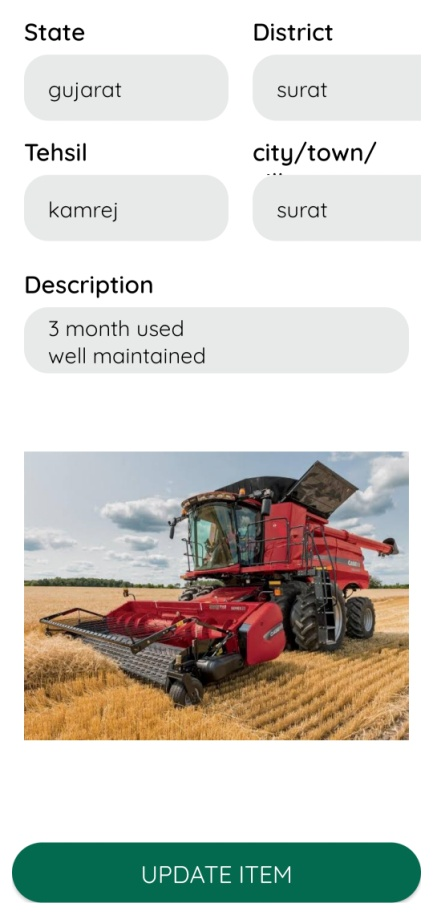 State District
gujarat surat
Tehsil city/town/
kamrej surat
Description
3 month used
well maintained
UPDATE ITEM